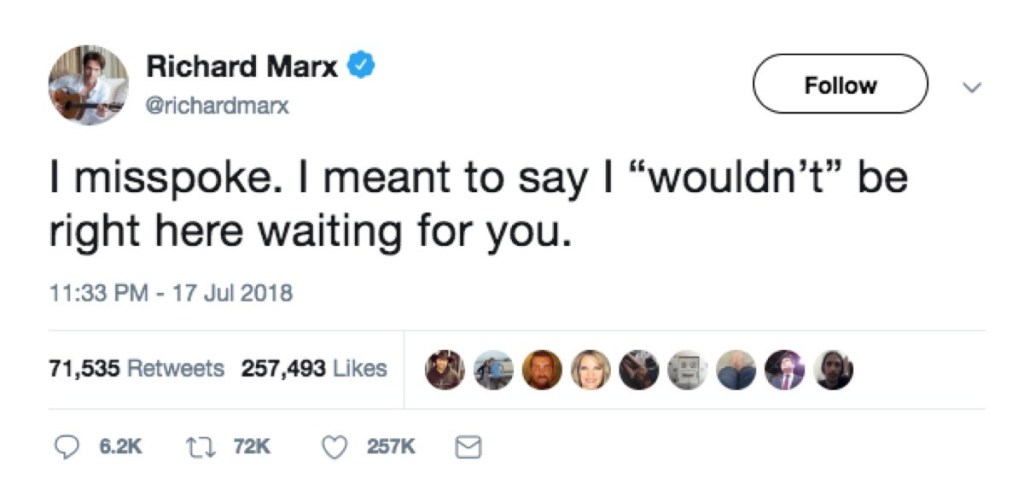 Richard Marx
@richardmarx
Follow
I misspoke. I meant to say I “wouldn’t” be
right here waiting for you.
11:33 PM - 17 Jul 2018
71,535 Retweets 257,493 Likes
6.2K 72K 257K